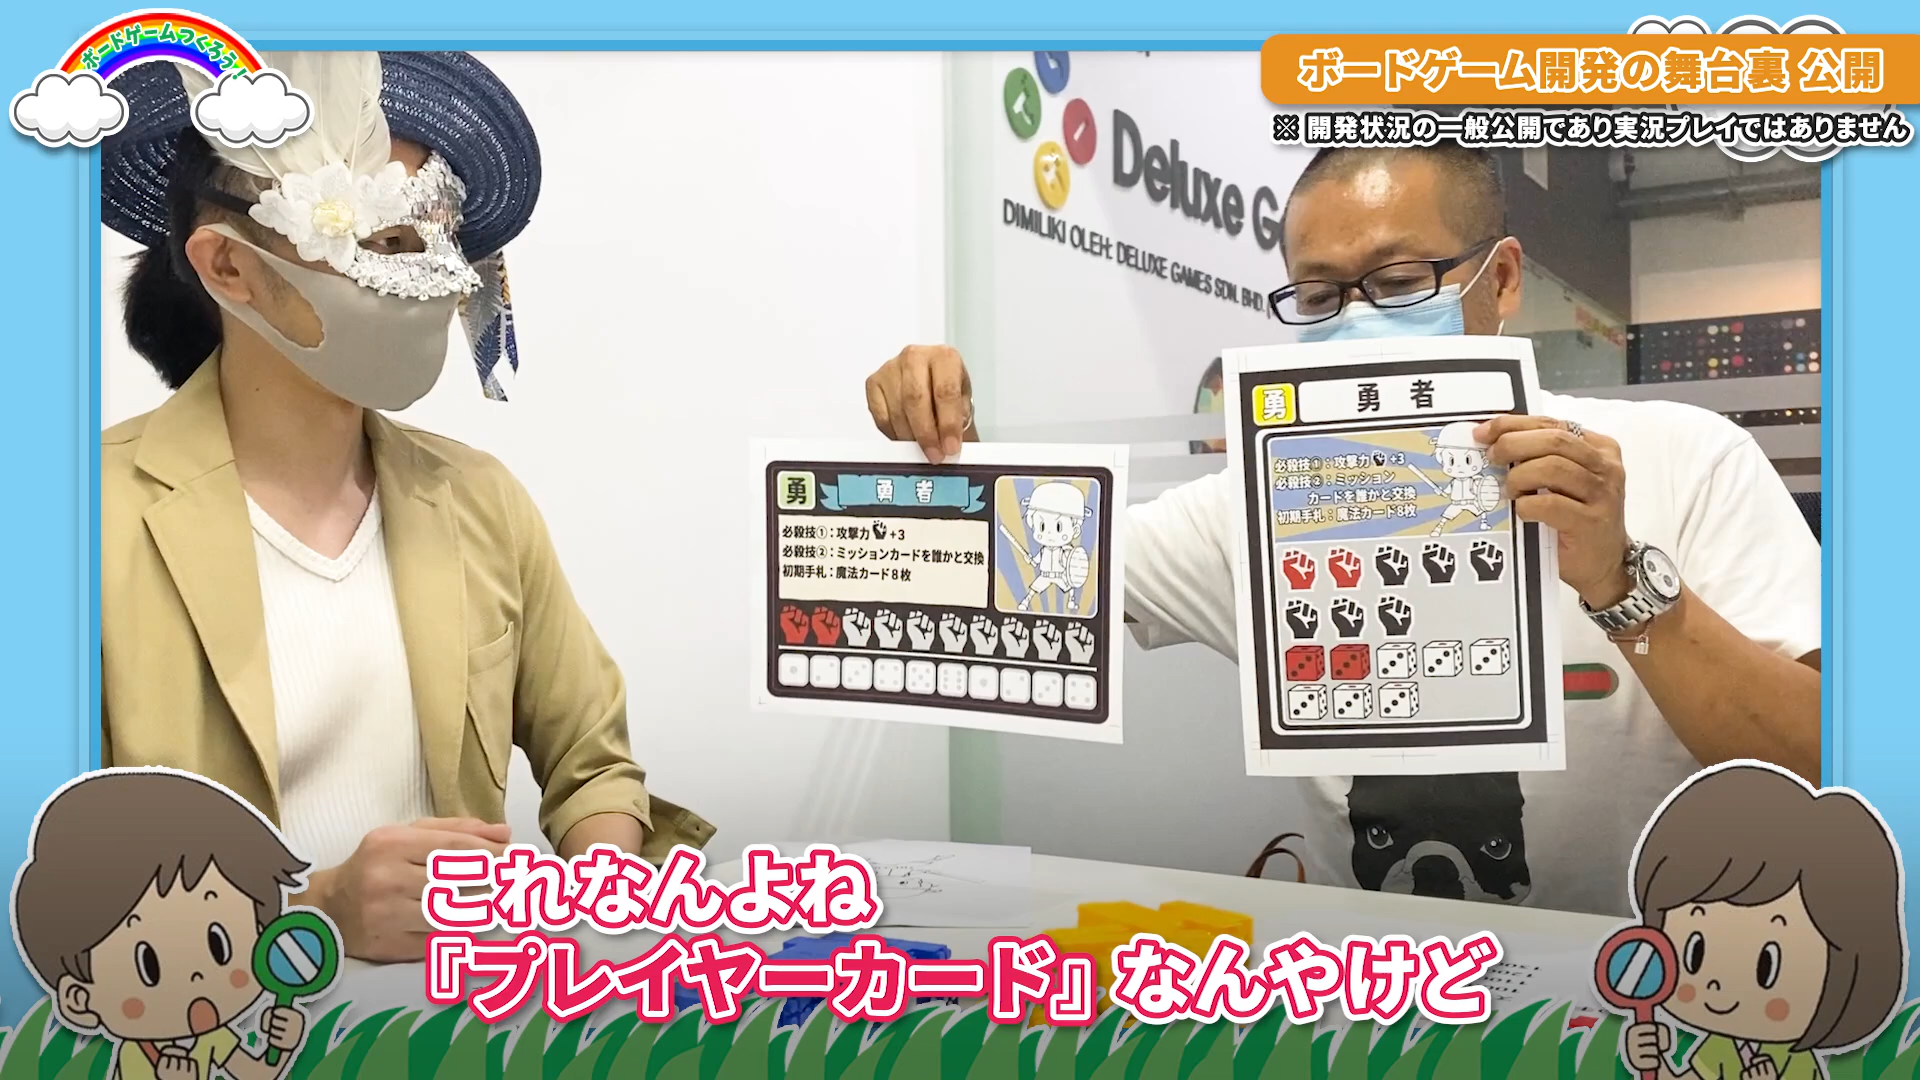 ボードゲームつくろう!
ボードゲーム開発の舞台裏 公開
※ 開発状況の一般公開であり実況プレイではありません
Deluxe G
DIMILIKI OLEH: DELUXE GAMES SDN. BHD.
勇
勇者
必殺技①:攻撃力 +3
必殺技②:ミッションカードを誰かと交換
初期手札:魔法カード8枚
勇
勇者
必殺技①:攻撃力 +3
必殺技②:ミッション
カードを誰かと交換
初期手札:魔法カード8枚
これなんよね
『プレイヤーカード』なんやけど